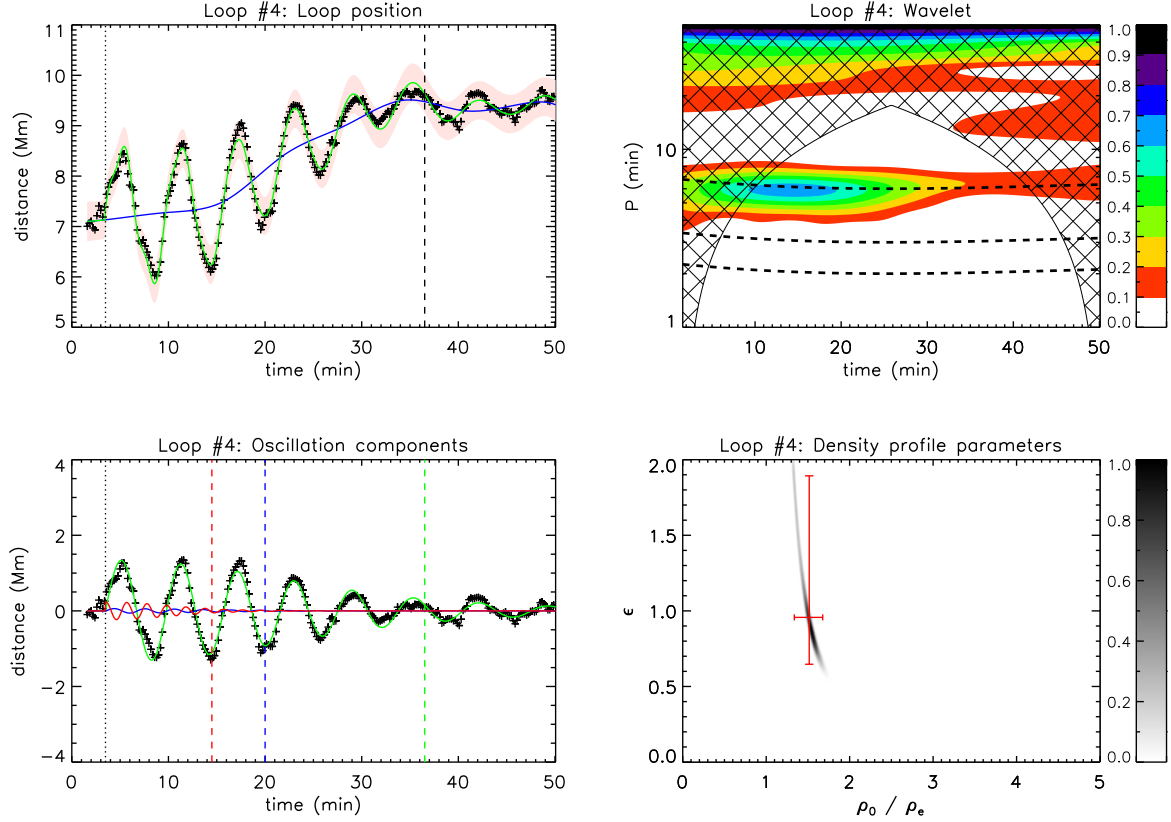 Loop #4: Loop position
11
10
9
8
7
6
5
distance (Mm)
0 10 20 30 40 50
time (min)
Loop #4: Wavelet
10
1
P (min)
0 10 20 30 40 50
time (min)
1.0
0.9
0.8
0.7
0.6
0.5
0.4
0.3
0.2
0.1
0.0
Loop #4: Oscillation components
4
2
0
−2
−4
distance (Mm)
0 10 20 30 40 50
time (min)
Loop #4: Density profile parameters
2.0
1.5
1.0
0.5
0.0
ϵ
0 1 2 3 4 5
ρ₀ / ρₑ
1.0
0.8
0.6
0.4
0.2
0.0